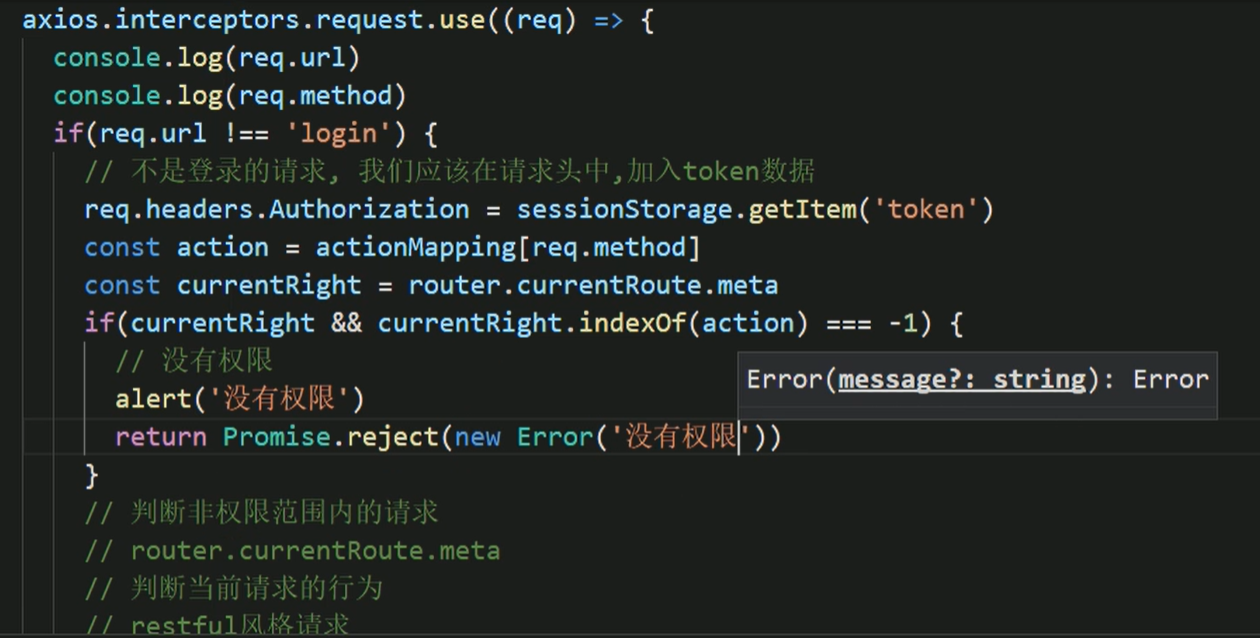 axios.interceptors.request.use((req) => {
console.log(req.url)
console.log(req.method)
if(req.url !== 'login') {
// 不是登录的请求, 我们应该在请求头中,加入token数据
req.headers.Authorization = sessionStorage.getItem('token')
const action = actionMapping[req.method]
const currentRight = router.currentRoute.meta
if(currentRight && currentRight.indexOf(action) === -1) {
// 没有权限
Error(message?: string): Error
alert('没有权限')
return Promise.reject(new Error('没有权限'))
}
// 判断非权限范围内的请求
// router.currentRoute.meta
// 判断当前请求的行为
// restful风格请求